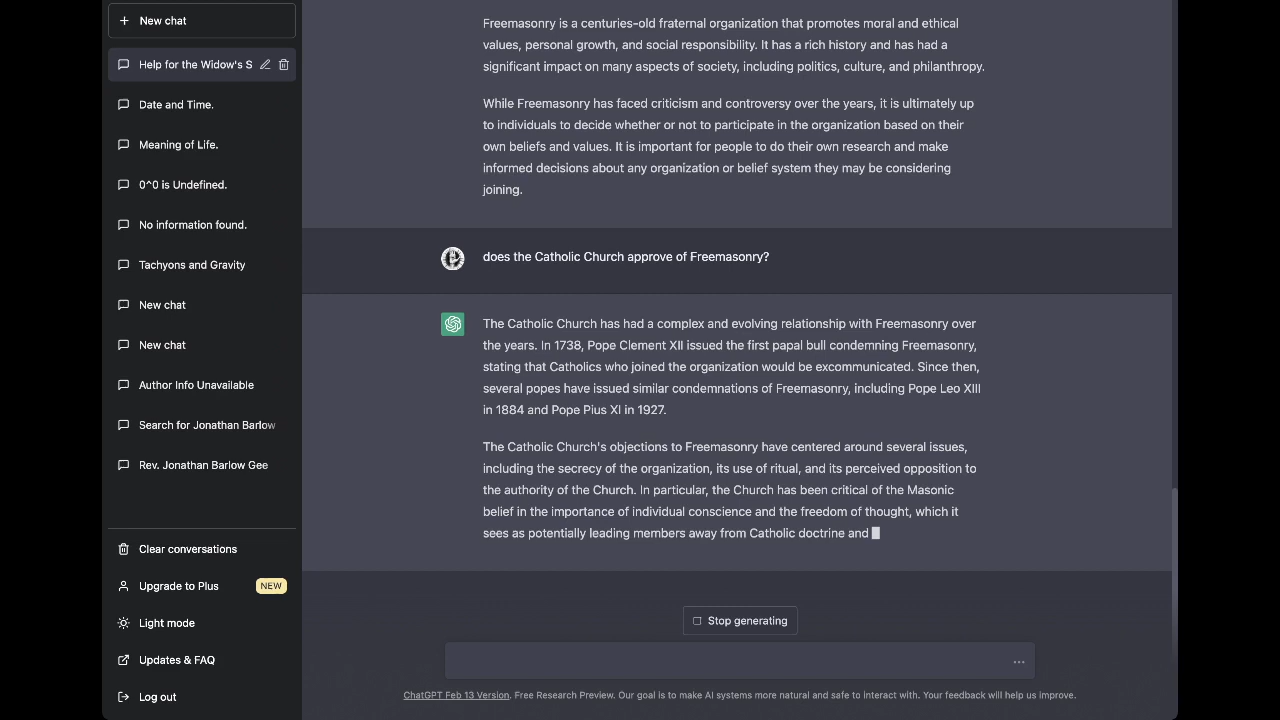 New chat
Help for the Widow's S
Date and Time.
Meaning of Life.
0^0 is Undefined.
No information found.
Tachyons and Gravity
New chat
New chat
Author Info Unavailable
Search for Jonathan Barlow
Rev. Jonathan Barlow Gee
Clear conversations
Upgrade to Plus NEW
Light mode
Updates & FAQ
Log out
Freemasonry is a centuries-old fraternal organization that promotes moral and ethical
values, personal growth, and social responsibility. It has a rich history and has had a
significant impact on many aspects of society, including politics, culture, and philanthropy.
While Freemasonry has faced criticism and controversy over the years, it is ultimately up
to individuals to decide whether or not to participate in the organization based on their
own beliefs and values. It is important for people to do their own research and make
informed decisions about any organization or belief system they may be considering
joining.
does the Catholic Church approve of Freemasonry?
The Catholic Church has had a complex and evolving relationship with Freemasonry over
the years. In 1738, Pope Clement XII issued the first papal bull condemning Freemasonry,
stating that Catholics who joined the organization would be excommunicated. Since then,
several popes have issued similar condemnations of Freemasonry, including Pope Leo XIII
in 1884 and Pope Pius XI in 1927.
The Catholic Church's objections to Freemasonry have centered around several issues,
including the secrecy of the organization, its use of ritual, and its perceived opposition to
the authority of the Church. In particular, the Church has been critical of the Masonic
belief in the importance of individual conscience and the freedom of thought, which it
sees as potentially leading members away from Catholic doctrine and
Stop generating
ChatGPT Feb 13 Version. Free Research Preview. Our goal is to make AI systems more natural and safe to interact with. Your feedback will help us improve.